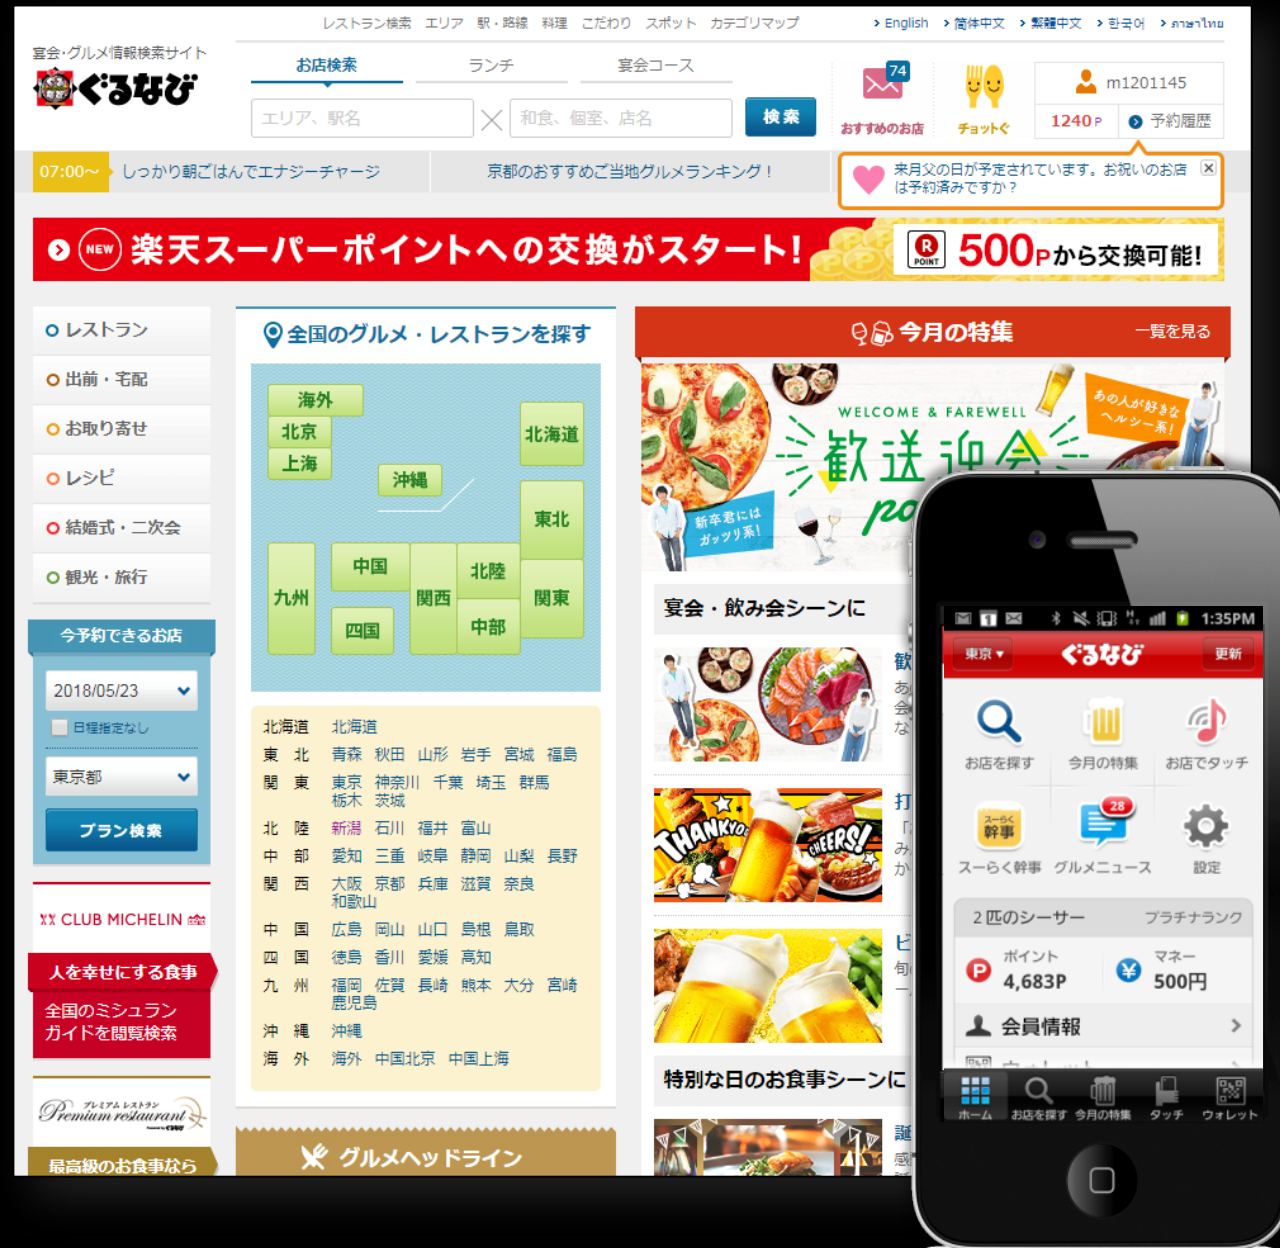 レストラン検索 エリア 駅・路線 料理 こだわり スポット カテゴリマップ
English 简体中文 繁體中文 한국어 ภาษาไทย
宴会・グルメ情報検索サイト
ぐるなび
お店検索 ランチ 宴会コース
エリア、駅名
和食、個室、店名
検索
74
おすすめのお店
チョットぐ
m1201145
1240P
予約履歴
07:00～
しっかり朝ごはんでエナジーチャージ
京都のおすすめご当地グルメランキング！
来月父の日が予定されています。お祝いのお店
は予約済みですか？
NEW 楽天スーパーポイントへの交換がスタート！
R POINT 500Pから交換可能！
レストラン
出前・宅配
お取り寄せ
レシピ
結婚式・二次会
観光・旅行
今予約できるお店
2018/05/23
日程指定なし
東京都
プラン検索
CLUB MICHELIN
人を幸せにする食事
全国のミシュラン
ガイドを閲覧検索
プレミアム レストラン
Premium restaurant
最高級のお食事なら
全国のグルメ・レストランを探す
海外
北京
上海
北海道
沖縄
東北
中国
北陸
九州
関西
関東
四国
中部
北海道 北海道
東北 青森 秋田 山形 岩手 宮城 福島
関東 東京 神奈川 千葉 埼玉 群馬
栃木 茨城
北陸 新潟 石川 福井 富山
中部 愛知 三重 岐阜 静岡 山梨 長野
関西 大阪 京都 兵庫 滋賀 奈良
和歌山
中国 広島 岡山 山口 島根 鳥取
四国 徳島 香川 愛媛 高知
九州 福岡 佐賀 長崎 熊本 大分 宮崎
鹿児島
沖縄 沖縄
海外 海外 中国北京 中国上海
グルメヘッドライン
今月の特集
一覧を見る
WELCOME & FAREWELL
歓送迎会
pa
あの人が好きな
ヘルシー系！
新卒君には
ガッツリ系！
宴会・飲み会シーンに
歓
あ
会
な
THANKYO
CHEERS!
打
み
か
ビ
旬
ー
特別な日のお食事シーンに
誕
感
1:35PM
東京▼
ぐるなび
更新
お店を探す
今月の特集
お店でタッチ
スーらく
幹事
28
スーらく幹事
グルメニュース
設定
2匹のシーサー
プラチナランク
ポイント
4,683P
マネー
500円
会員情報
ホーム
お店を探す
今月の特集
タッチ
ウォレット